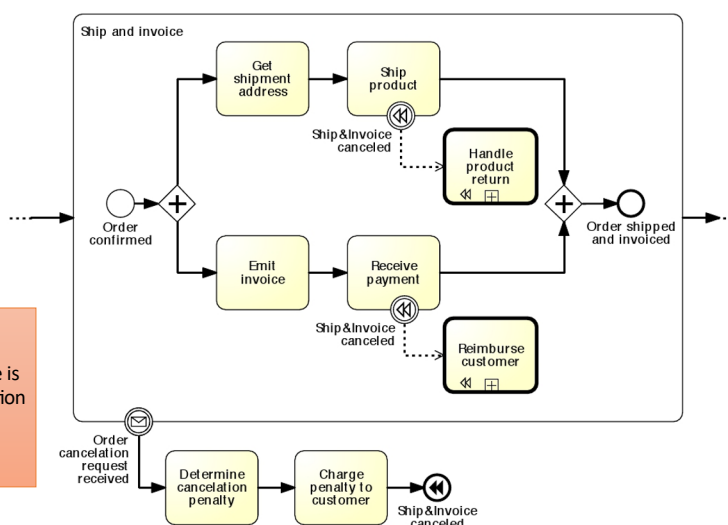 Ship and invoice
Get
shipment
address
Ship
product
Ship&Invoice
canceled
Handle
product
return
Order
confirmed
Order shipped
and invoiced
Emit
invoice
Receive
payment
Ship&Invoice
canceled
Reimburse
customer
is
Order
cancelation
request
received
Determine
cancelation
penalty
Charge
penalty to
customer
Ship&Invoice
canceled